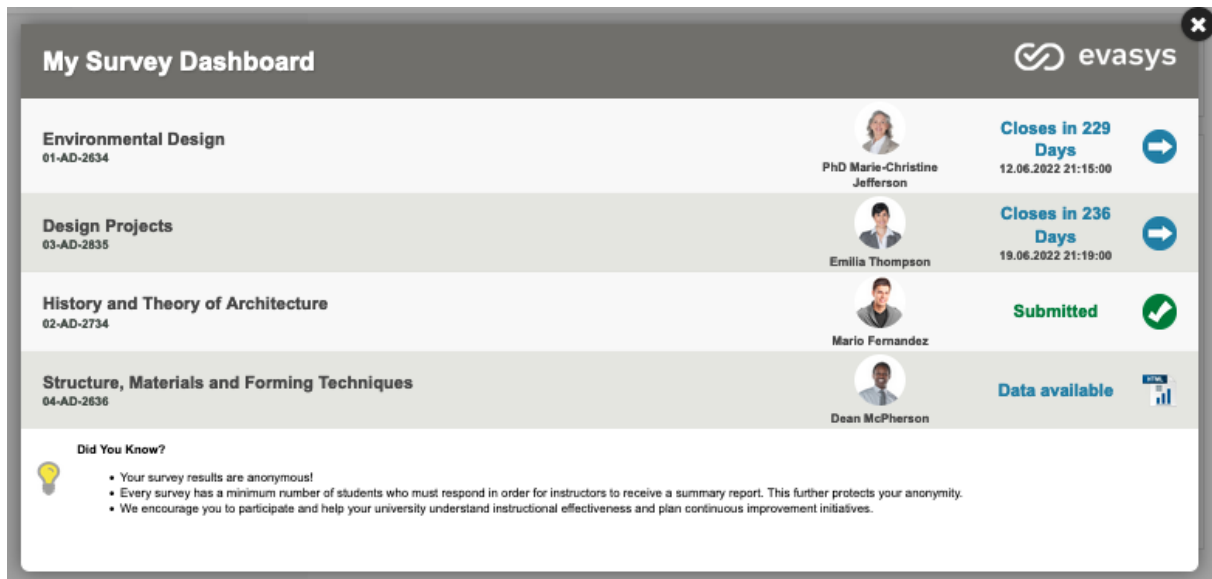 My Survey Dashboard
evasys
Environmental Design
01-AD-2634
PhD Marie-Christine
Jefferson
Closes in 229
Days
12.06.2022 21:15:00
Design Projects
03-AD-2835
Emilia Thompson
Closes in 236
Days
19.06.2022 21:19:00
History and Theory of Architecture
02-AD-2734
Mario Fernandez
Submitted
Structure, Materials and Forming Techniques
04-AD-2636
Dean McPherson
Data available
HTML
Did You Know?
• Your survey results are anonymous!
• Every survey has a minimum number of students who must respond in order for instructors to receive a summary report. This further protects your anonymity.
• We encourage you to participate and help your university understand instructional effectiveness and plan continuous improvement initiatives.